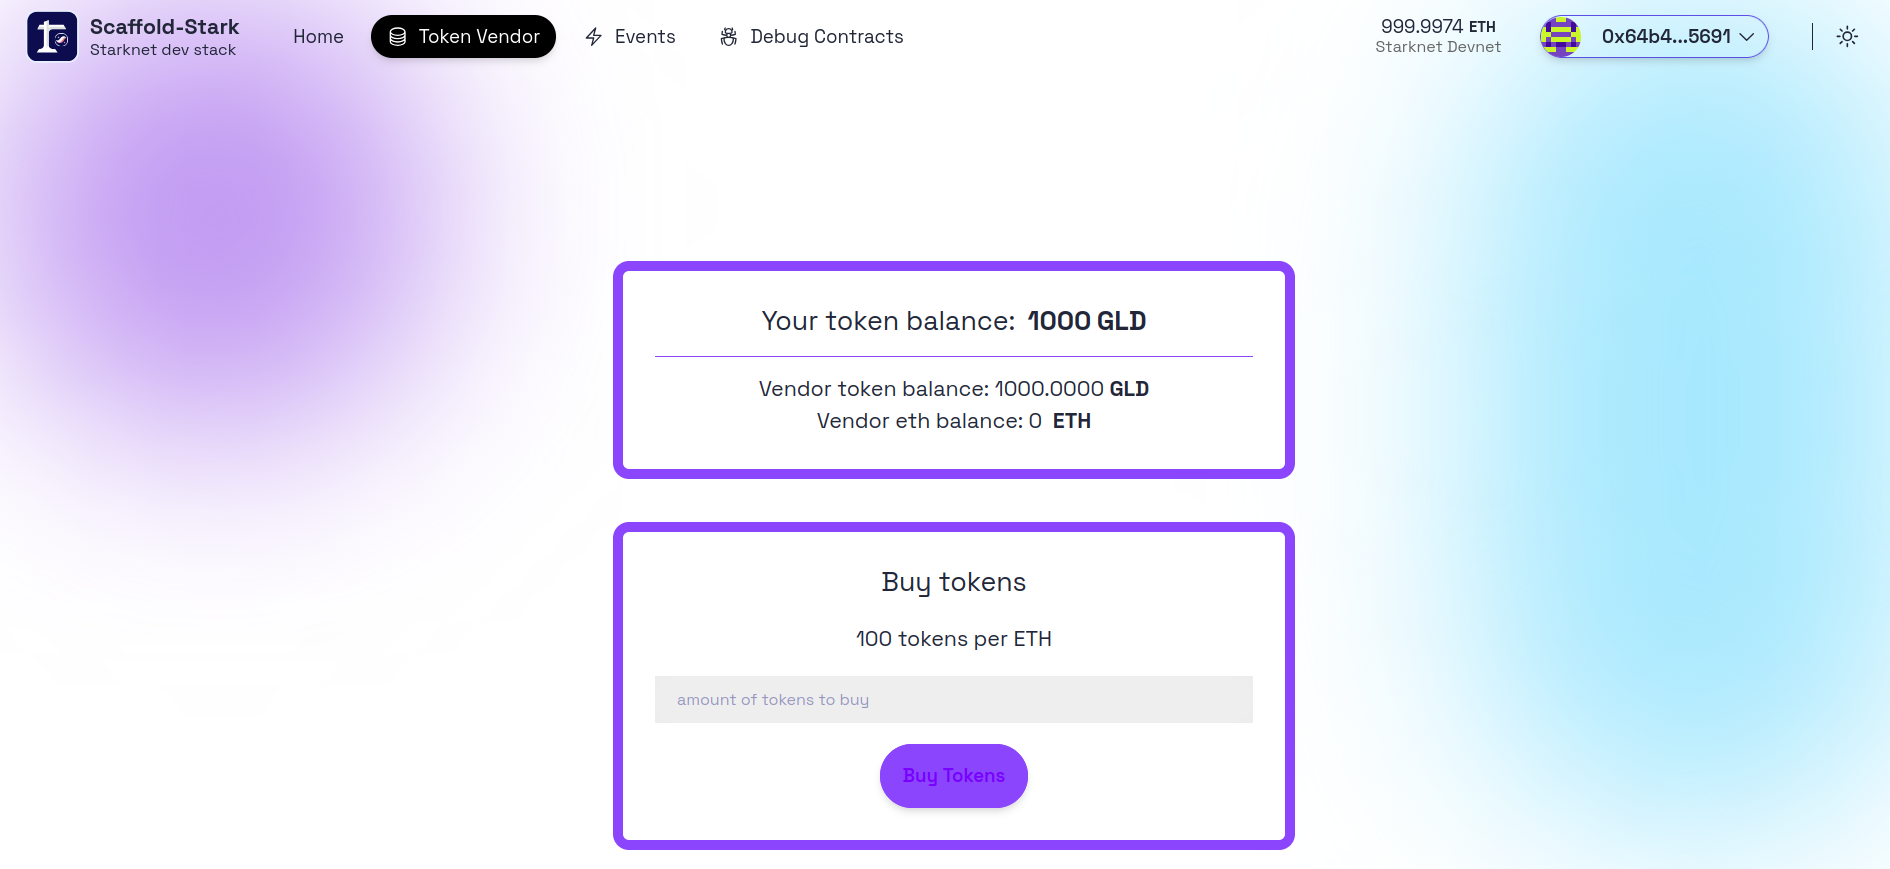 Scaffold-Stark
Starknet dev stack
Home
Token Vendor
Events
Debug Contracts
999.9974 ETH
Starknet Devnet
0x64b4...5691
Your token balance: 1000 GLD
Vendor token balance: 1000.0000 GLD
Vendor eth balance: 0 ETH
Buy tokens
100 tokens per ETH
amount of tokens to buy
Buy Tokens